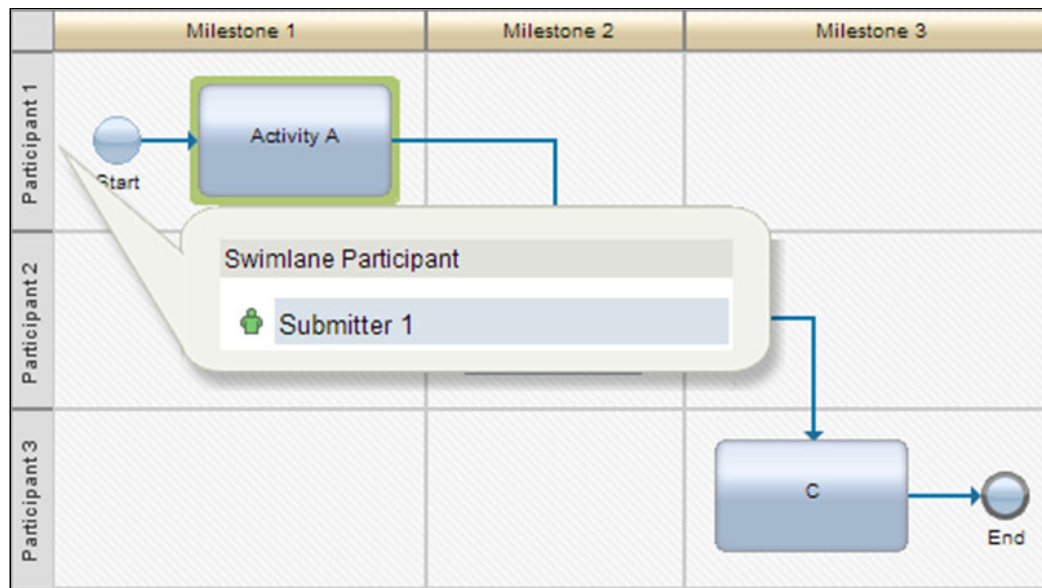 Milestone 1
Milestone 2
Milestone 3
Participant 1
Start
Activity A
Swimlane Participant
Submitter 1
Participant 2
Participant 3
C
End